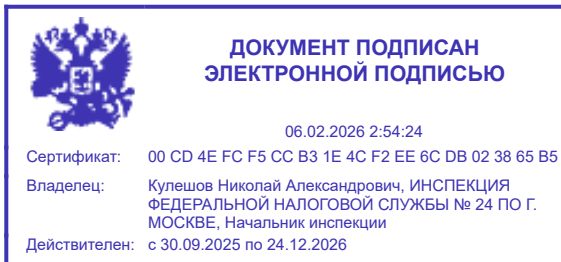 ДОКУМЕНТ ПОДПИСАН
ЭЛЕКТРОННОЙ ПОДПИСЬЮ
06.02.2026 2:54:24
Сертификат: 00 CD 4E FC F5 CC B3 1E 4C F2 EE 6C DB 02 38 65 B5
Владелец: Кулешов Николай Александрович, ИНСПЕКЦИЯ
ФЕДЕРАЛЬНОЙ НАЛОГОВОЙ СЛУЖБЫ № 24 ПО Г.
МОСКВЕ, Начальник инспекции
Действителен: с 30.09.2025 по 24.12.2026